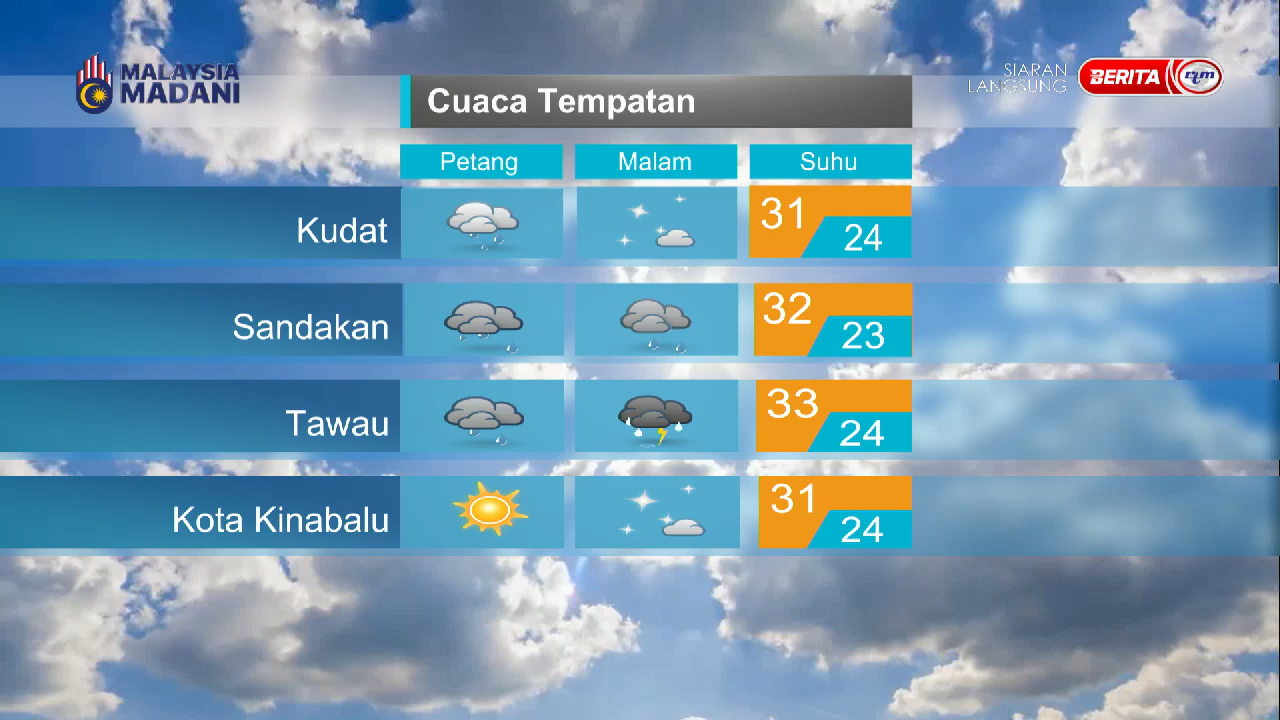 MALAYSIA
MADANI
SIARAN
LANGSUNG
BERITA rtm
Cuaca Tempatan
Petang Malam Suhu
Kudat 31 24
Sandakan 32 23
Tawau 33 24
Kota Kinabalu 31 24